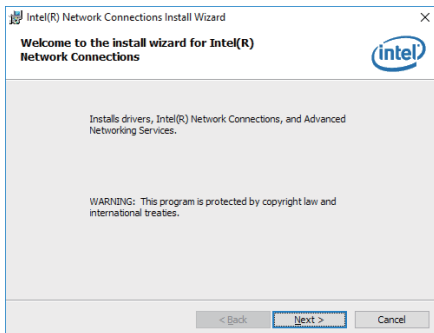 Intel(R) Network Connections Install Wizard
Welcome to the install wizard for Intel(R)
Network Connections
intel
Installs drivers, Intel(R) Network Connections, and Advanced
Networking Services.
WARNING: This program is protected by copyright law and
international treaties.
< Back Next > Cancel